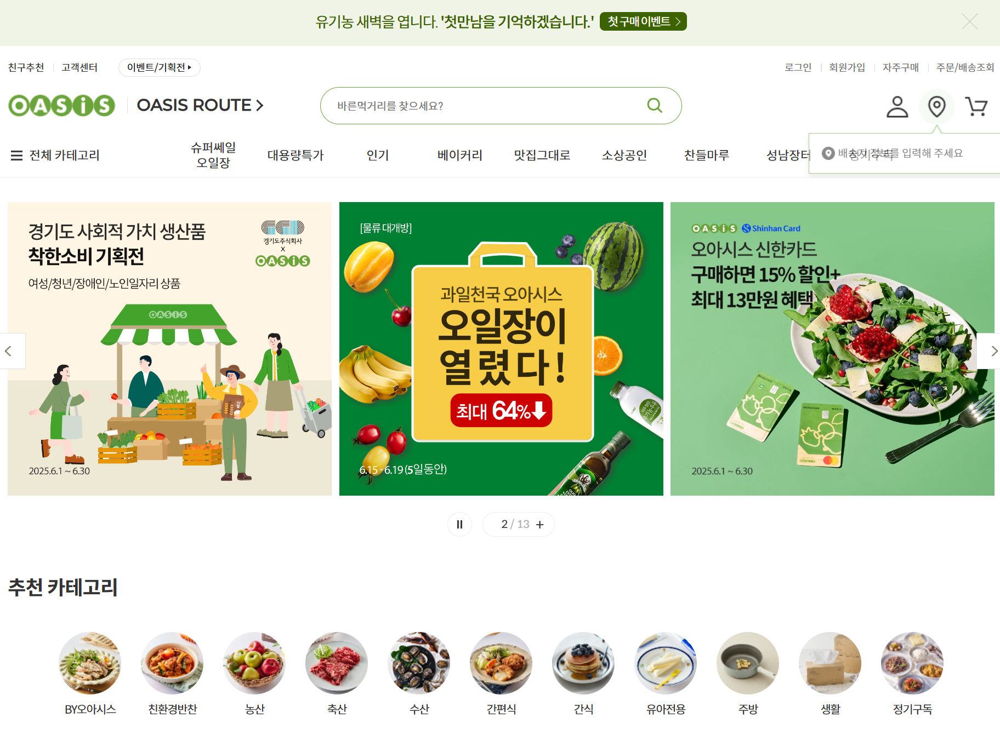 유기농 새벽을 엽니다. '첫만남을 기억하겠습니다.' 첫 구매 이벤트
친구추천 고객센터 이벤트/기획전
로그인 회원가입 자주구매 주문/배송조회
OASIS OASIS ROUTE
바른먹거리를 찾으세요?
전체 카테고리
슈퍼쎄일
오일장
대용량특가
인기
베이커리
맛집그대로
소상공인
찬들마루
성남장터
정기구독
배송지 정보를 입력해 주세요
경기도 사회적 가치 생산품
착한소비 기획전
여성/청년/장애인/노인일자리 상품
경기도주식회사
x
OASIS
OASIS
2025.6.1 ~ 6.30
[물류 대개방]
과일천국 오아시스
오일장이
열렸다!
최대 64%
6.15 - 6.19 (5일동안)
OASIS Shinhan Card
오아시스 신한카드
구매하면 15% 할인+
최대 13만원 혜택
2025.6.1 ~ 6.30
2 / 13 +
추천 카테고리
BY오아시스
친환경반찬
농산
축산
수산
간편식
간식
유아전용
주방
생활
정기구독